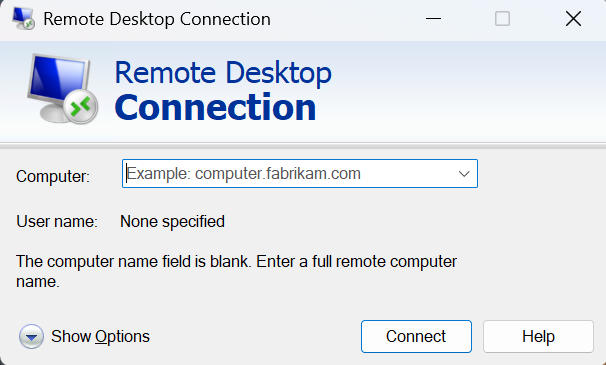 Remote Desktop Connection
Remote Desktop
Connection
Computer: Example: computer.fabrikam.com
User name: None specified
The computer name field is blank. Enter a full remote computer
name.
Show Options Connect Help